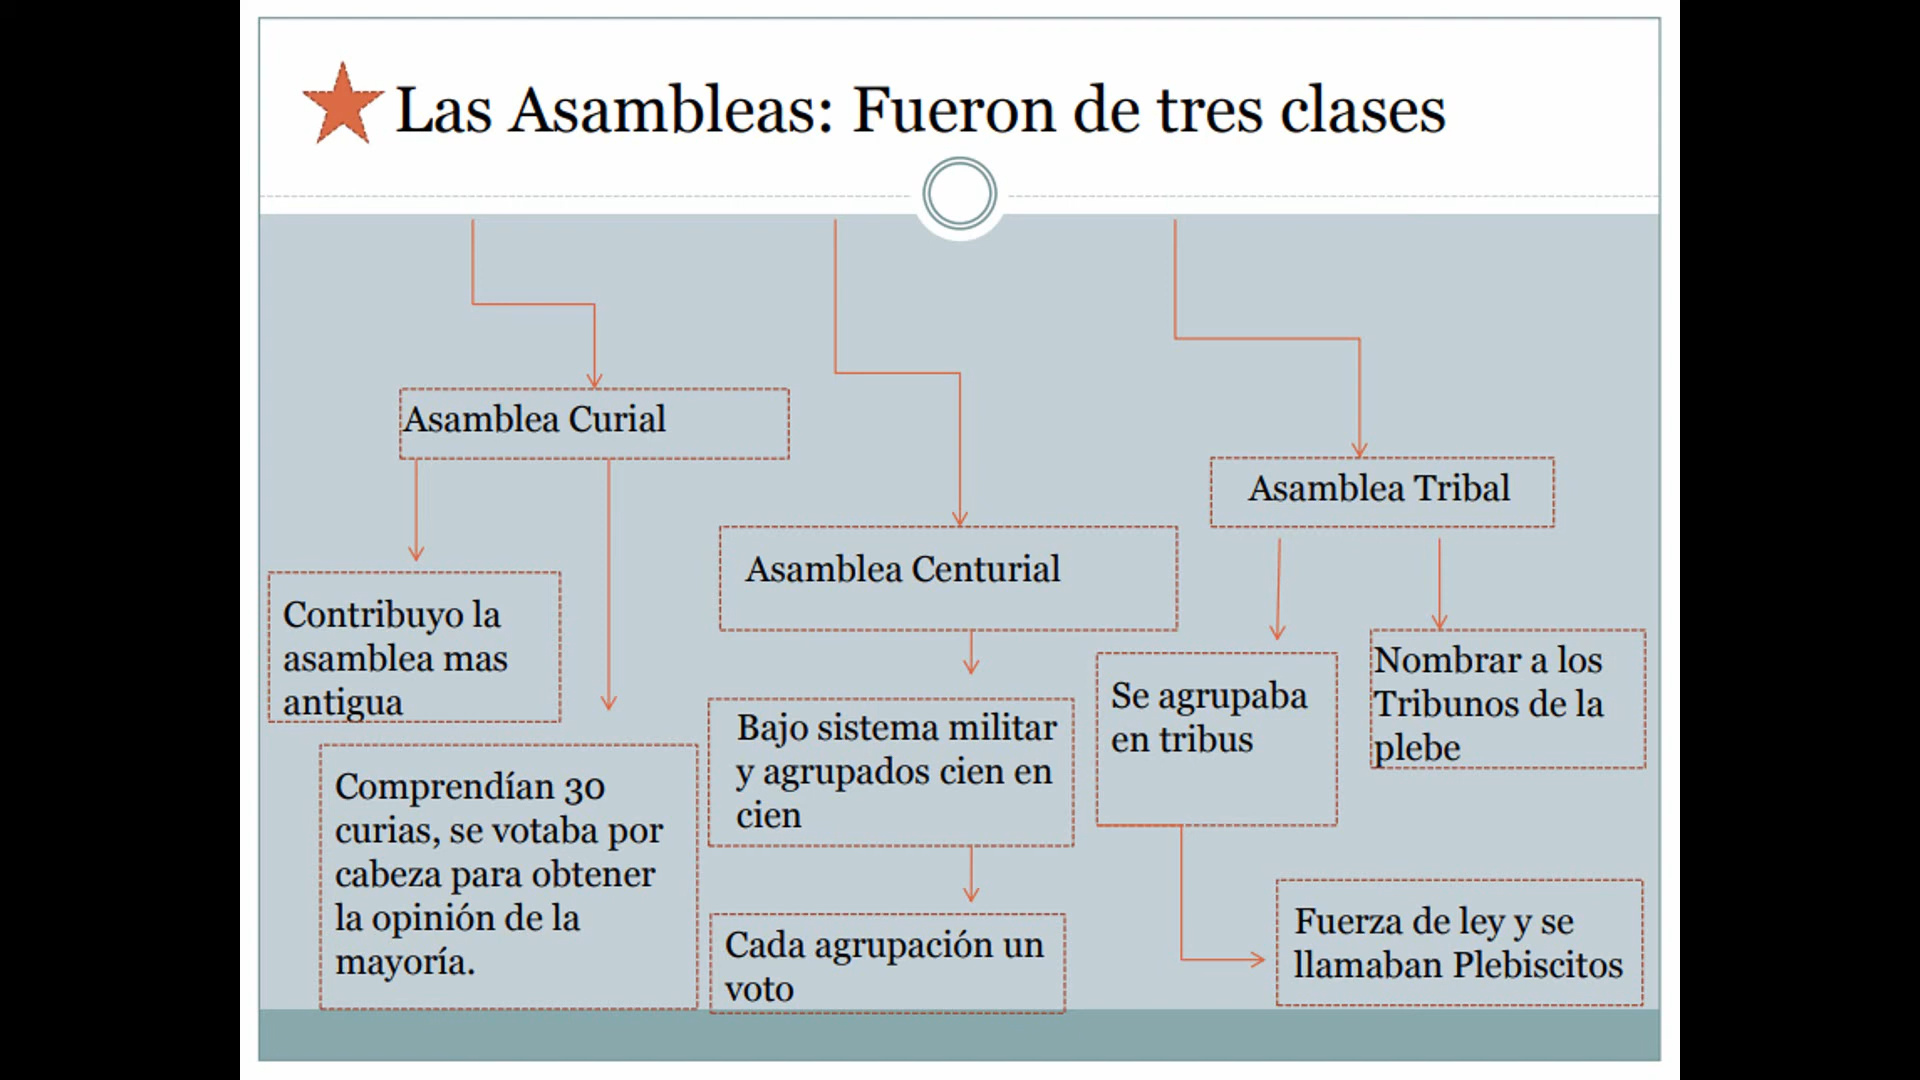 Las Asambleas: Fueron de tres clases
Asamblea Curial
Contribuyo la
asamblea mas
antigua
Comprendían 30
curias, se votaba por
cabeza para obtener
la opinión de la
mayoría.
Asamblea Centurial
Bajo sistema militar
y agrupados cien en
cien
Cada agrupación un
voto
Asamblea Tribal
Se agrupaba
en tribus
Nombrar a los
Tribunos de la
plebe
Fuerza de ley y se
llamaban Plebiscitos